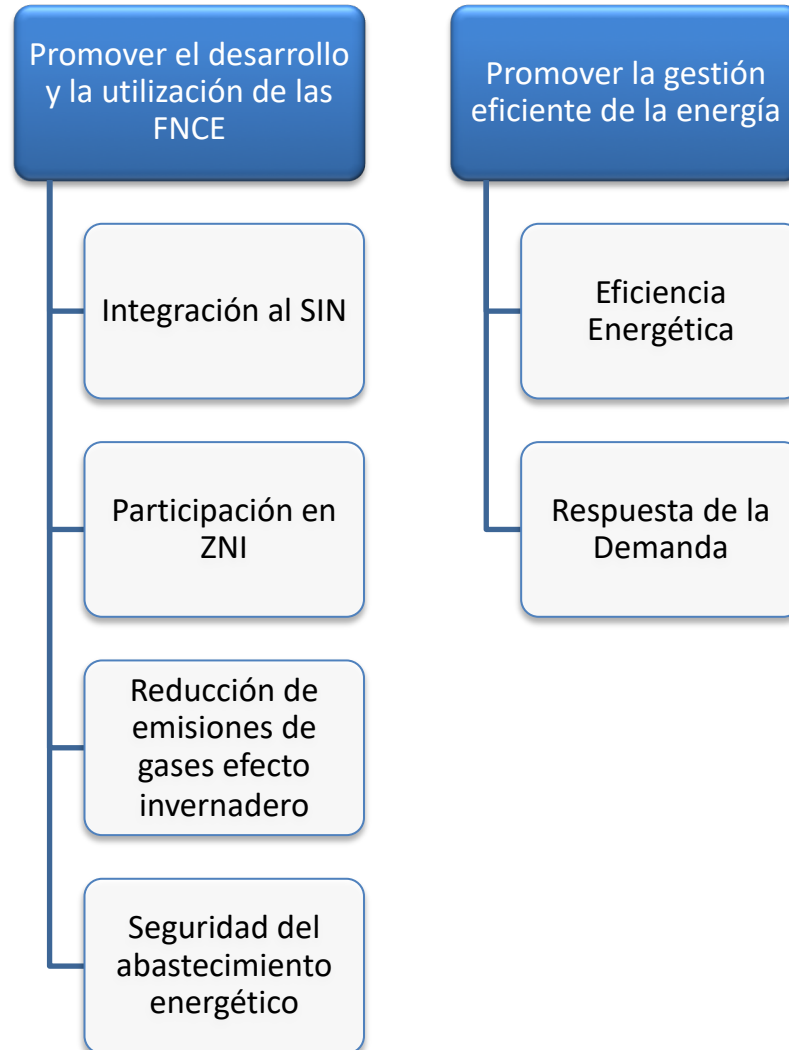 Promover el desarrollo
y la utilización de las
FNCE
Integración al SIN
Participación en
ZNI
Reducción de
emisiones de
gases efecto
invernadero
Seguridad del
abastecimiento
energético
Promover la gestión
eficiente de la energía
Eficiencia
Energética
Respuesta de la
Demanda